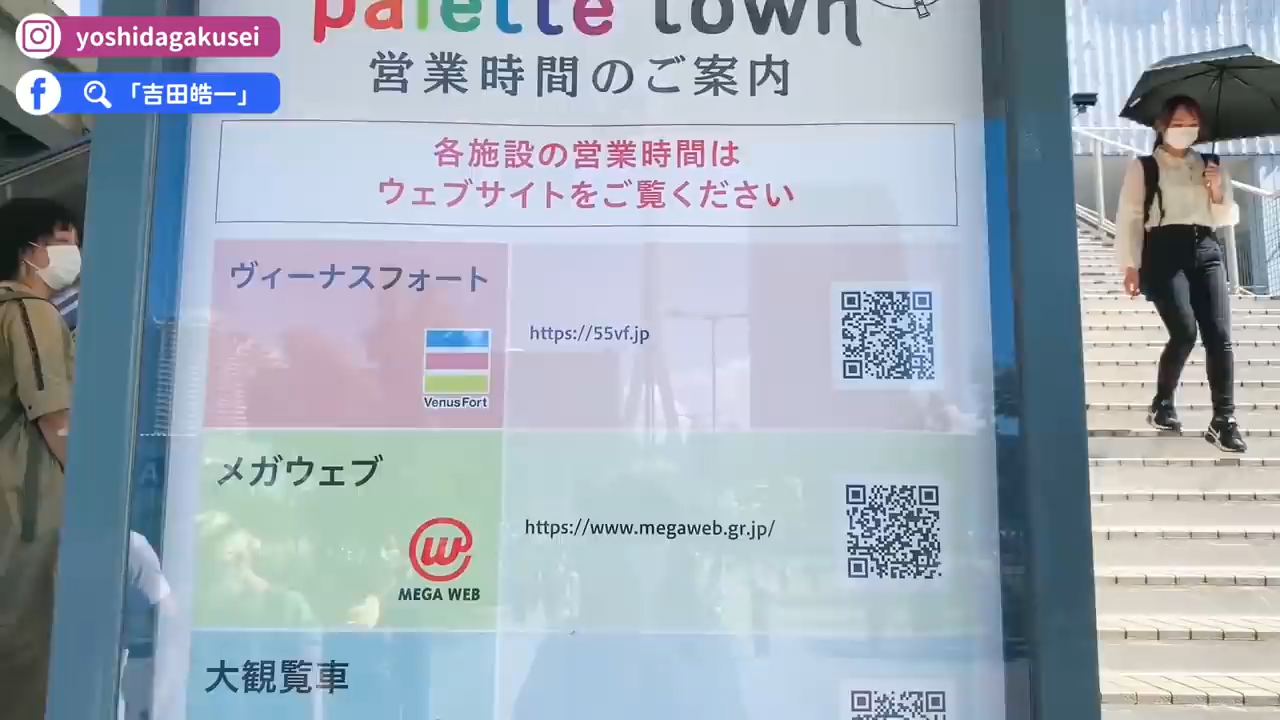 yoshidagakusei
「吉田皓一」
palette town
営業時間のご案内
各施設の営業時間は
ウェブサイトをご覧ください
ヴィーナスフォート
https://55vf.jp
VenusFort
メガウェブ
https://www.megaweb.gr.jp/
MEGA WEB
大観覧車